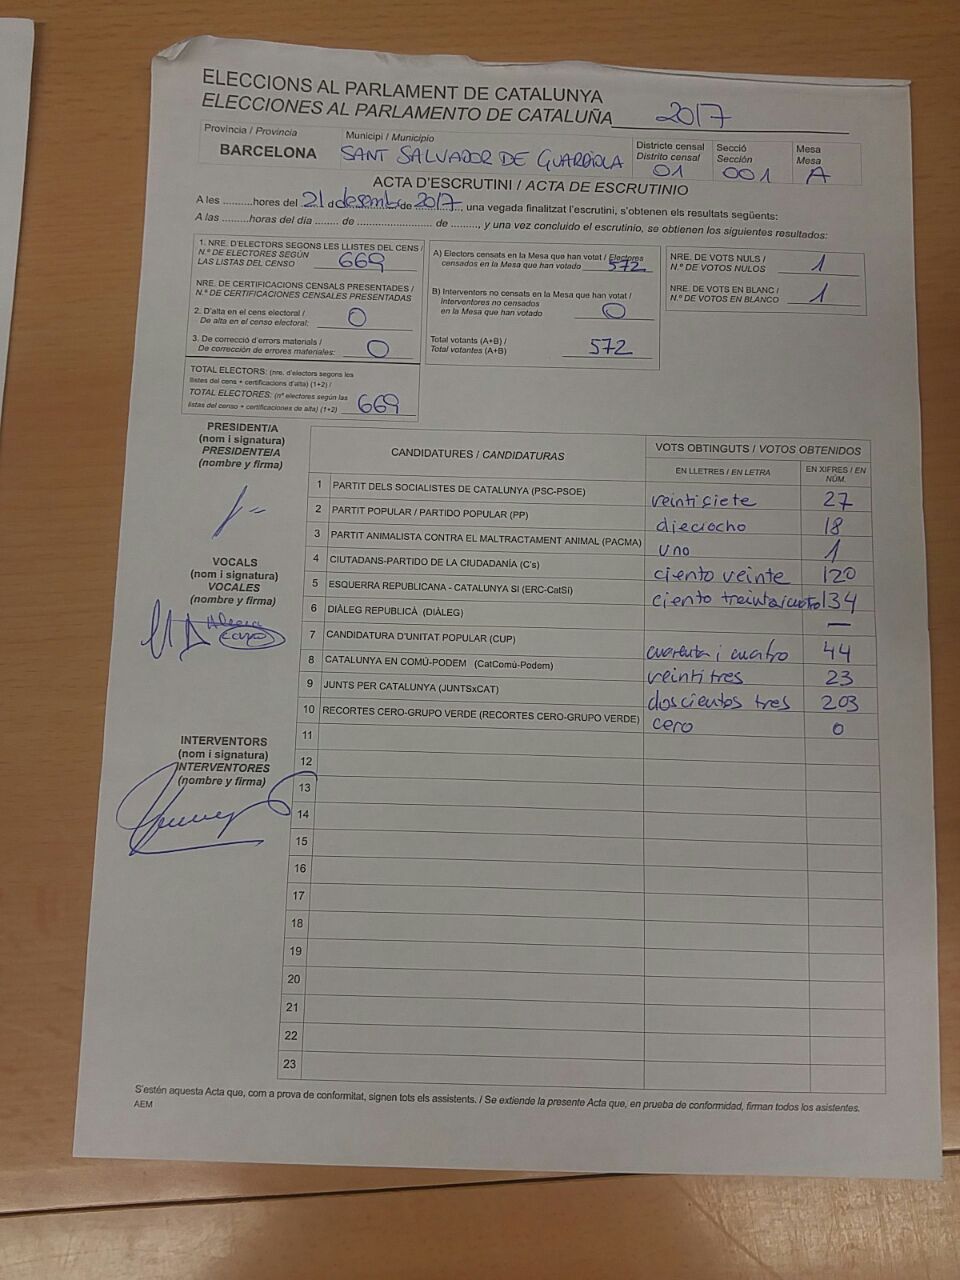 ELECCIONS AL PARLAMENT DE CATALUNYA
ELECCIONES AL PARLAMENTO DE CATALUÑA 2017
Província / Provincia
BARCELONA
Municipi / Municipio
SANT SALVADOR DE GUARDIOLA
Districte censal
Distrito censal
01
Secció
Sección
001
Mesa
Mesa
A
ACTA D'ESCRUTINI / ACTA DE ESCRUTINIO
A les ..........hores del 21 d desembre de 2017, una vegada finalitzat l'escrutini, s'obtenen els resultats següents:
A las .........horas del día ........ de ......................... de ........., y una vez concluido el escrutinio, se obtienen los siguientes resultados:
1. NRE. D'ELECTORS SEGONS LES LLISTES DEL CENS /
N.º DE ELECTORES SEGÚN
LAS LISTAS DEL CENSO 669
NRE. DE CERTIFICACIONS CENSALS PRESENTADES /
N.º DE CERTIFICACIONES CENSALES PRESENTADAS
2. D'alta en el cens electoral /
De alta en el censo electoral: 0
3. De correcció d'errors materials /
De corrección de errores materiales: 0
TOTAL ELECTORS: (nre. d'electors segons les
llistes del cens + certificacions d'alta) (1+2) /
TOTAL ELECTORES: (nº electores según las
listas del censo + certificaciones de alta) (1+2) 669
A) Electors censats en la Mesa que han votat / Electores
censados en la Mesa que han votado 572
B) Interventors no censats en la Mesa que han votat /
Interventores no censados
en la Mesa que han votado 0
Total votants (A+B) /
Total votantes (A+B) 572
NRE. DE VOTS NULS /
N.º DE VOTOS NULOS 1
NRE. DE VOTS EN BLANC /
N.º DE VOTOS EN BLANCO 1
PRESIDENT/A
(nom i signatura)
PRESIDENTE/A
(nombre y firma)
VOCALS
(nom i signatura)
VOCALES
(nombre y firma)
INTERVENTORS
(nom i signatura)
INTERVENTORES
(nombre y firma)
CANDIDATURES / CANDIDATURAS
VOTS OBTINGUTS / VOTOS OBTENIDOS
EN LLETRES / EN LETRA
EN XIFRES / EN
NÚM.
1 PARTIT DELS SOCIALISTES DE CATALUNYA (PSC-PSOE) veintisiete 27
2 PARTIT POPULAR / PARTIDO POPULAR (PP) dieciocho 18
3 PARTIT ANIMALISTA CONTRA EL MALTRACTAMENT ANIMAL (PACMA) uno 1
4 CIUTADANS-PARTIDO DE LA CIUDADANÍA (C's) ciento veinte 120
5 ESQUERRA REPUBLICANA - CATALUNYA SÍ (ERC-CatSí) ciento treintaicuatro 134
6 DIÀLEG REPUBLICÀ (DIÀLEG) —
7 CANDIDATURA D'UNITAT POPULAR (CUP) cuarenta i cuatro 44
8 CATALUNYA EN COMÚ-PODEM (CatComú-Podem) veintitres 23
9 JUNTS PER CATALUNYA (JUNTSxCAT) doscientos tres 203
10 RECORTES CERO-GRUPO VERDE (RECORTES CERO-GRUPO VERDE) cero 0
11
12
13
14
15
16
17
18
19
20
21
22
23
S'estén aquesta Acta que, com a prova de conformitat, signen tots els assistents. / Se extiende la presente Acta que, en prueba de conformidad, firman todos los asistentes.
AEM